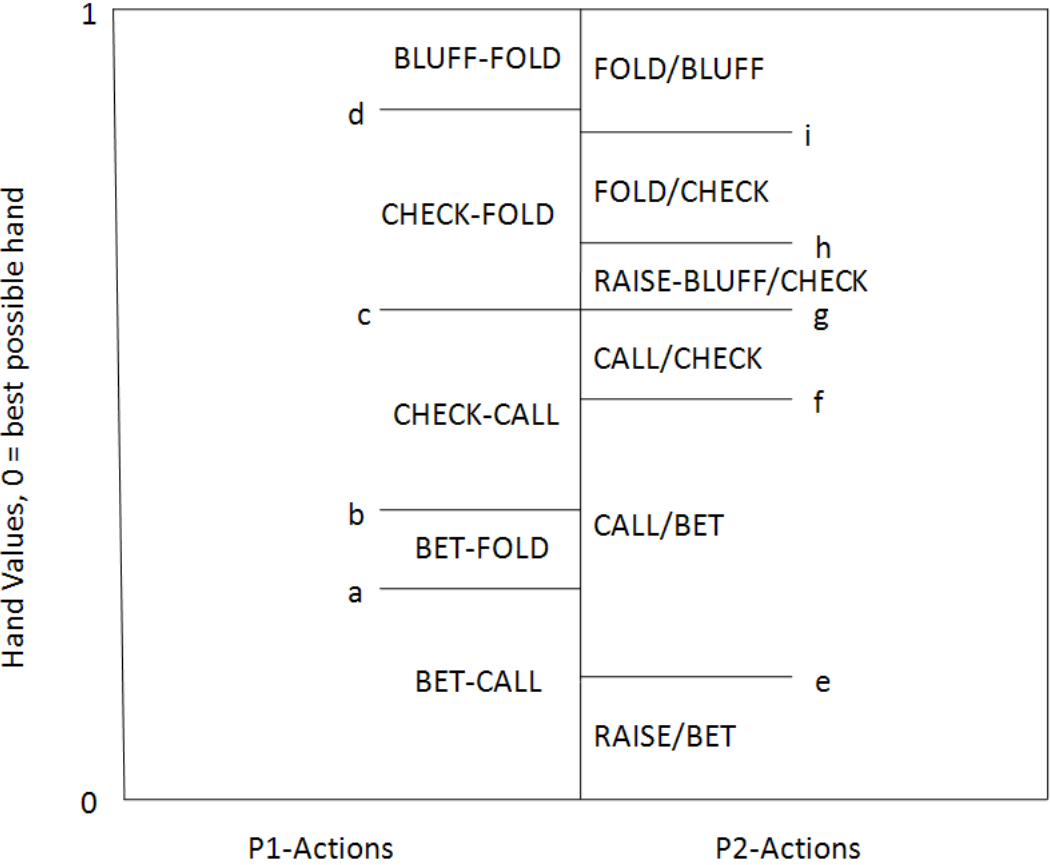 1
BLUFF-FOLD
FOLD/BLUFF
d
i
FOLD/CHECK
CHECK-FOLD
h
RAISE-BLUFF/CHECK
c
g
CALL/CHECK
f
CHECK-CALL
b
CALL/BET
BET-FOLD
a
BET-CALL
e
RAISE/BET
0
Hand Values, 0 = best possible hand
P1-Actions
P2-Actions